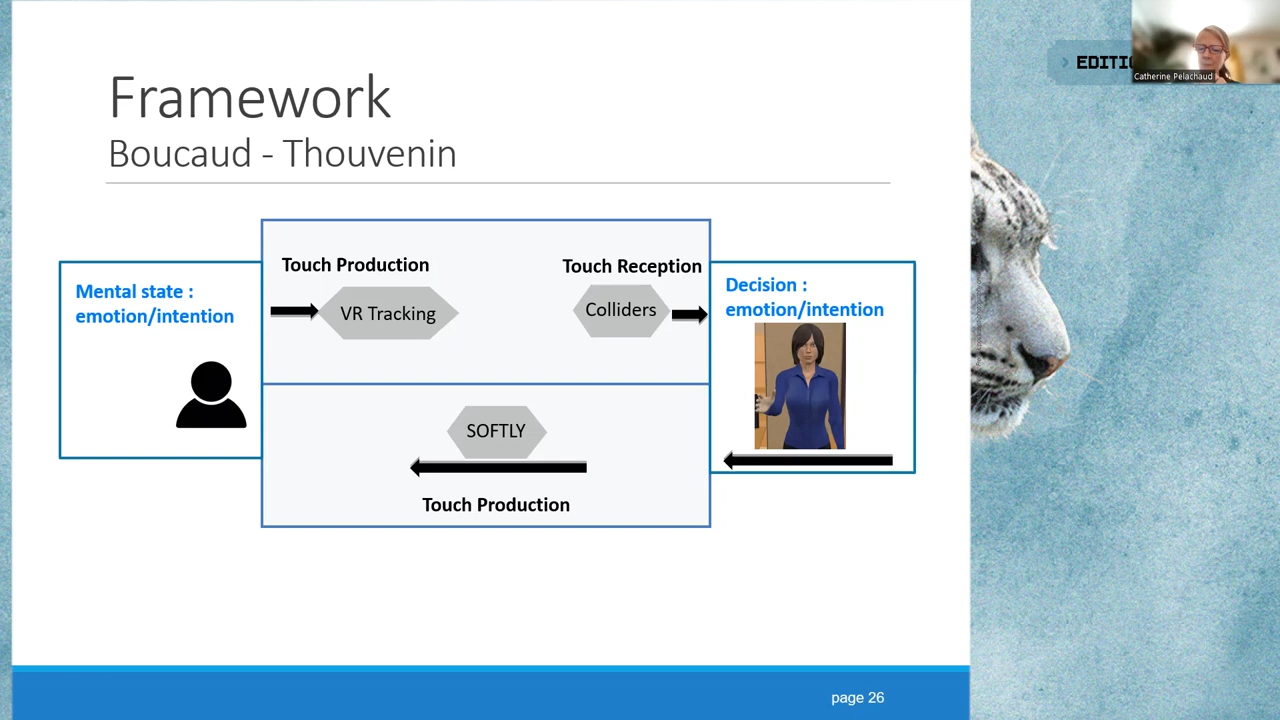 Framework
Boucaud - Thouvenin
EDITIO
Catherine Pelachaud
Mental state :
emotion/intention
Touch Production
VR Tracking
Touch Reception
Colliders
Decision :
emotion/intention
SOFTLY
Touch Production
page 26